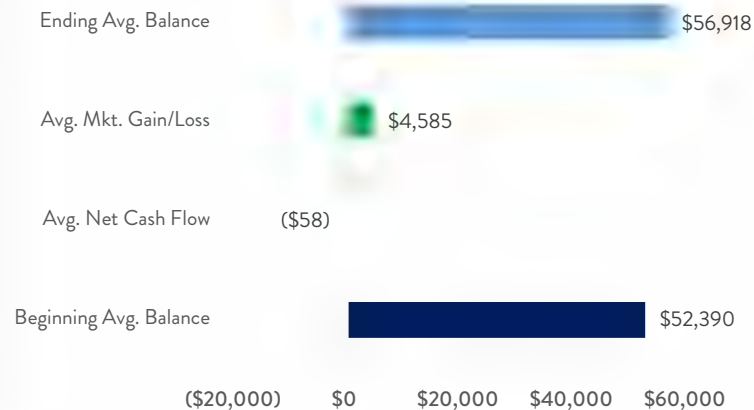 Ending Avg. Balance $56,918
Avg. Mkt. Gain/Loss $4,585
Avg. Net Cash Flow ($58)
Beginning Avg. Balance $52,390
($20,000) $0 $20,000 $40,000 $60,000